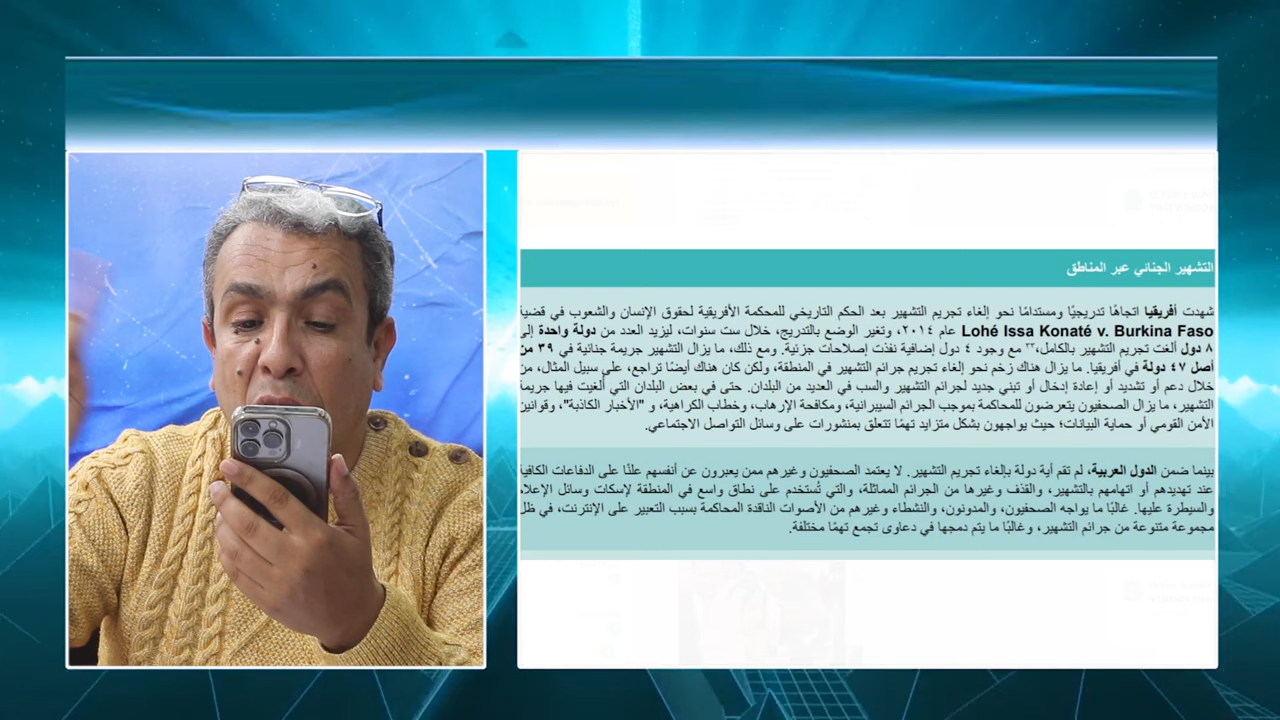 التشهير الجنائي عبر المناطق
شهدت أفريقيا اتجاهًا تدريجيًا ومستدامًا نحو إلغاء تجريم التشهير بعد الحكم التاريخي للمحكمة الأفريقية لحقوق الإنسان والشعوب في قضية
Lohé Issa Konaté v. Burkina Faso عام ٢٠١٤، وتغير الوضع بالتدريج، خلال ست سنوات، ليزيد العدد من دولة واحدة إلى
٨ دول ألغت تجريم التشهير بالكامل،٢٣ مع وجود ٤ دول إضافية نفذت إصلاحات جزئية. ومع ذلك، ما يزال التشهير جريمة جنائية في ٣٩ من
أصل ٤٧ دولة في أفريقيا. ما يزال هناك زخم نحو إلغاء تجريم جرائم التشهير في المنطقة، ولكن كان هناك أيضًا تراجع، على سبيل المثال، من
خلال دعم أو تشديد أو إعادة إدخال أو تبني جديد لجرائم التشهير والسب في العديد من البلدان. حتى في بعض البلدان التي ألغيت فيها جريمة
التشهير، ما يزال الصحفيون يتعرضون للمحاكمة بموجب الجرائم السيبرانية، ومكافحة الإرهاب، وخطاب الكراهية، و "الأخبار الكاذبة"، وقوانين
الأمن القومي أو حماية البيانات؛ حيث يواجهون بشكل متزايد تهمًا تتعلق بمنشورات على وسائل التواصل الاجتماعي.
بينما ضمن الدول العربية، لم تقم أية دولة بإلغاء تجريم التشهير. لا يعتمد الصحفيون وغيرهم ممن يعبرون عن أنفسهم علنًا على الدفاعات الكافية
عند تهديدهم أو اتهامهم بالتشهير، والقذف وغيرها من الجرائم المماثلة، والتي تُستخدم على نطاق واسع في المنطقة لإسكات وسائل الإعلام
والسيطرة عليها. غالبًا ما يواجه الصحفيون، والمدونون، والنشطاء وغيرهم من الأصوات الناقدة المحاكمة بسبب التعبير على الإنترنت، في ظل
مجموعة متنوعة من جرائم التشهير، وغالبًا ما يتم دمجها في دعاوى تجمع تهمًا مختلفة.